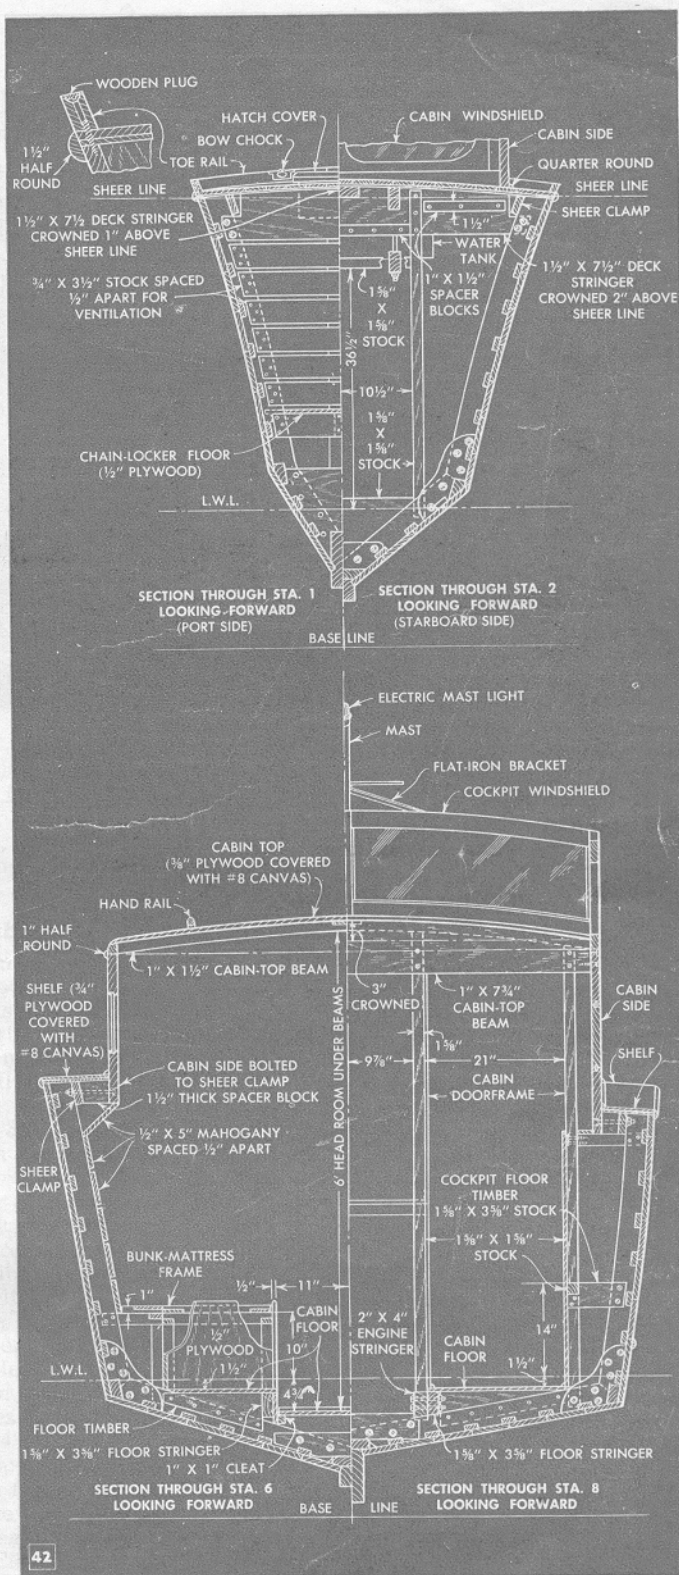 WOODEN PLUG
HATCH COVER
CABIN WINDSHIELD
BOW CHOCK
CABIN SIDE
1½"
HALF
ROUND
TOE RAIL
QUARTER ROUND
SHEER LINE
SHEER LINE
1½" X 7½ DECK STRINGER
CROWNED 1" ABOVE
SHEER LINE
SHEER CLAMP
1½"
WATER
TANK
¾" X 3½" STOCK SPACED
½" APART FOR
VENTILATION
1⅝"
X
1⅝"
STOCK
1" X 1½"
SPACER
BLOCKS
1½" X 7½" DECK
STRINGER
CROWNED 2" ABOVE
SHEER LINE
36½"
10½"
1⅝"
X
1⅝"
STOCK
CHAIN-LOCKER FLOOR
(½" PLYWOOD)
L.W.L.
SECTION THROUGH STA. 1
LOOKING FORWARD
(PORT SIDE)
SECTION THROUGH STA. 2
LOOKING FORWARD
(STARBOARD SIDE)
BASE LINE
ELECTRIC MAST LIGHT
MAST
FLAT-IRON BRACKET
COCKPIT WINDSHIELD
CABIN TOP
(⅜" PLYWOOD COVERED
WITH #8 CANVAS)
HAND RAIL
1" HALF
ROUND
1" X 1½" CABIN-TOP BEAM
3"
CROWNED
1" X 7¾"
CABIN-TOP
BEAM
SHELF (¾"
PLYWOOD
COVERED
WITH
#8 CANVAS)
CABIN
SIDE
1⅝"
9⅞"
21"
SHELF
CABIN SIDE BOLTED
TO SHEER CLAMP
1½" THICK SPACER BLOCK
CABIN
DOORFRAME
6' HEAD ROOM UNDER BEAMS
½" X 5" MAHOGANY
SPACED ½" APART
SHEER
CLAMP
COCKPIT FLOOR
TIMBER
1⅝" X 3⅝" STOCK
1⅝" X 1⅝"
STOCK
BUNK-MATTRESS
FRAME
½"
11"
1"
CABIN
FLOOR
½"
PLYWOOD
10"
1½"
2" X 4"
ENGINE
STRINGER
CABIN
FLOOR
14"
1½"
L.W.L.
4¾"
FLOOR TIMBER
1⅝" X 3⅝" FLOOR STRINGER
1" X 1" CLEAT
1⅝" X 3⅝" FLOOR STRINGER
SECTION THROUGH STA. 6
LOOKING FORWARD
SECTION THROUGH STA. 8
LOOKING FORWARD
BASE LINE
42